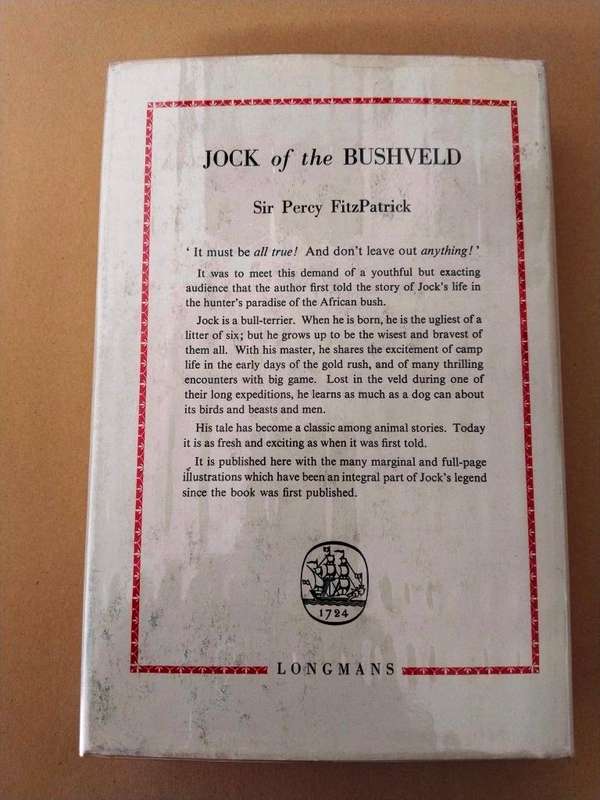 JOCK of the BUSHVELD
Sir Percy FitzPatrick
‘ It must be all true! And don't leave out anything! ’
It was to meet this demand of a youthful but exacting
audience that the author first told the story of Jock's life in
the hunter's paradise of the African bush.
Jock is a bull-terrier. When he is born, he is the ugliest of a
litter of six; but he grows up to be the wisest and bravest of
them all. With his master, he shares the excitement of camp
life in the early days of the gold rush, and of many thrilling
encounters with big game. Lost in the veld during one of
their long expeditions, he learns as much as a dog can about
its birds and beasts and men.
His tale has become a classic among animal stories. Today
it is as fresh and exciting as when it was first told.
It is published here with the many marginal and full-page
illustrations which have been an integral part of Jock's legend
since the book was first published.
1724
LONGMANS